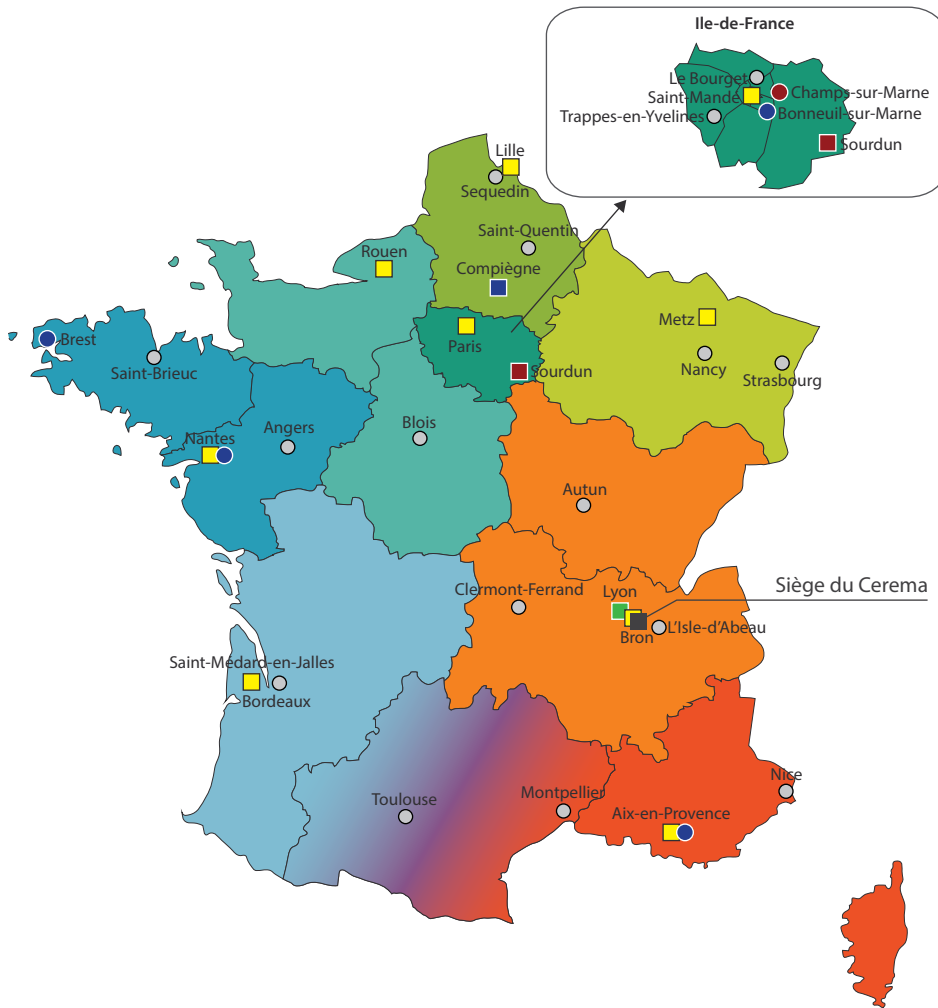 Ile-de-France
Le Bourget
Saint-Mandé
Champs-sur-Marne
Trappes-en-Yvelines
Bonneuil-sur-Marne
Sourdun
Lille
Sequedin
Saint-Quentin
Rouen
Compiègne
Metz
Brest
Paris
Saint-Brieuc
Sourdun
Nancy
Strasbourg
Nantes
Angers
Blois
Autun
Siège du Cerema
Clermont-Ferrand
Lyon
Bron
L'Isle-d'Abeau
Saint-Médard-en-Jalles
Bordeaux
Nice
Toulouse
Montpellier
Aix-en-Provence